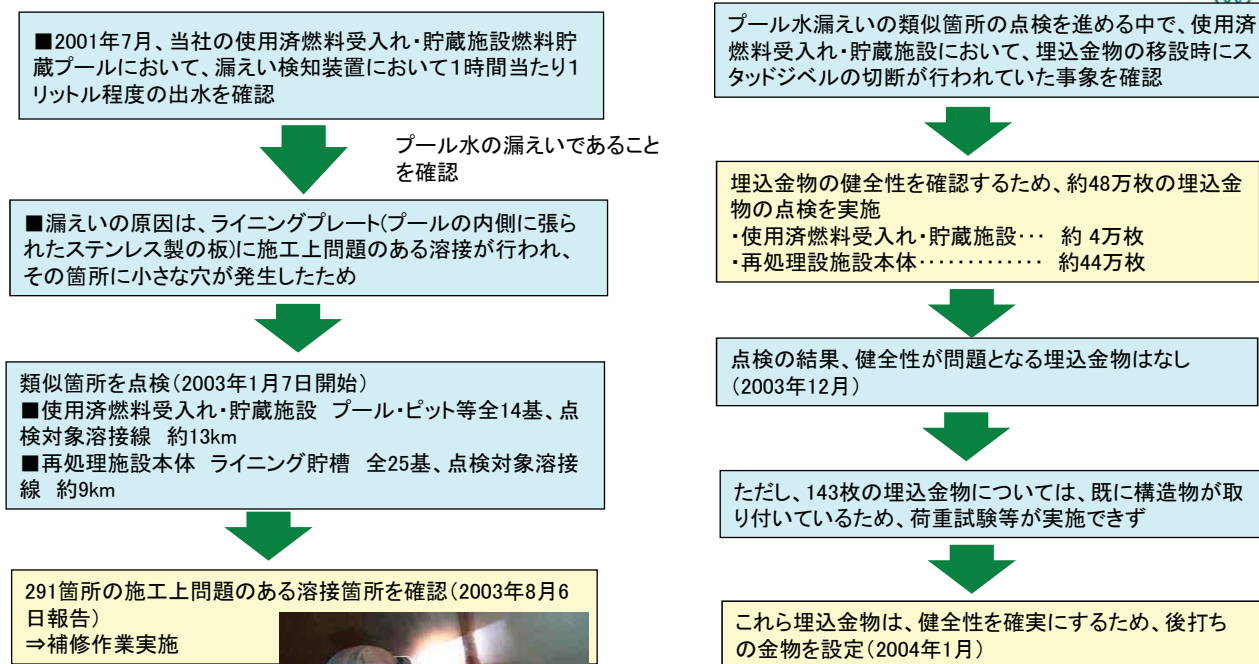 ■2001年7月、当社の使用済燃料受入れ・貯蔵施設燃料貯
蔵プールにおいて、漏えい検知装置において1時間当たり1
リットル程度の出水を確認
プール水の漏えいであること
を確認
■漏えいの原因は、ライニングプレート(プールの内側に張ら
れたステンレス製の板)に施工上問題のある溶接が行われ、
その箇所に小さな穴が発生したため
類似箇所を点検(2003年1月7日開始)
■使用済燃料受入れ・貯蔵施設　プール・ピット等全14基、点
検対象溶接線　約13km
■再処理施設本体　ライニング貯槽　全25基、点検対象溶接
線　約9km
291箇所の施工上問題のある溶接箇所を確認(2003年8月6
日報告)
⇒補修作業実施
プール水漏えいの類似箇所の点検を進める中で、使用済
燃料受入れ・貯蔵施設において、埋込金物の移設時にス
タッドジベルの切断が行われていた事象を確認
埋込金物の健全性を確認するため、約48万枚の埋込金
物の点検を実施
・使用済燃料受入れ・貯蔵施設･･･　約 4万枚
・再処理設施設本体･････････････　約44万枚
点検の結果、健全性が問題となる埋込金物はなし
(2003年12月)
ただし、143枚の埋込金物については、既に構造物が取
り付いているため、荷重試験等が実施できず
これら埋込金物は、健全性を確実にするため、後打ち
の金物を設定(2004年1月)